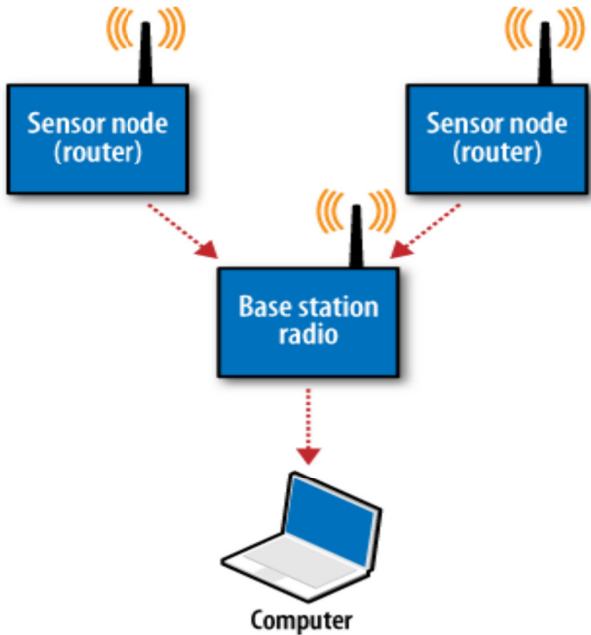 Sensor node
(router)
Sensor node
(router)
Base station
radio
Computer